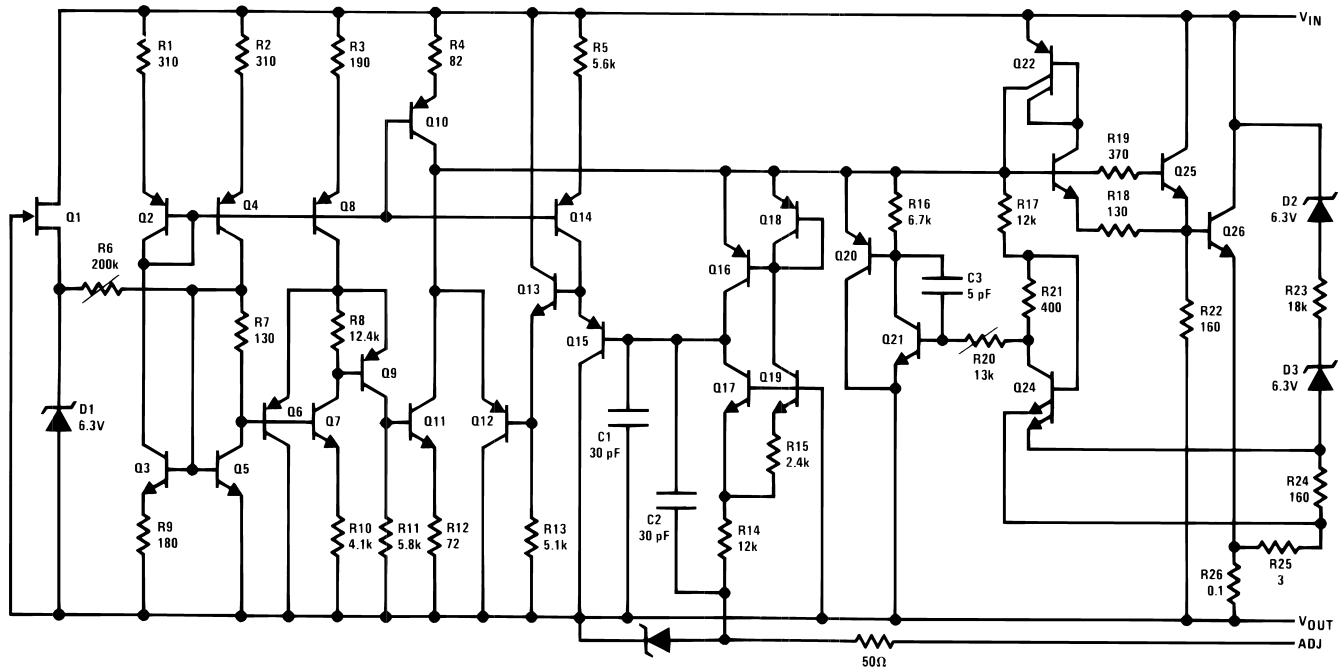 VIN
R1
310
R2
310
R3
190
R4
82
R5
5.6k
Q22
Q10
R19
370
Q25
Q1
Q2
Q4
Q8
Q14
Q18
R16
6.7k
R17
12k
R18
130
Q26
D2
6.3V
R6
200k
Q16
Q20
Q13
C3
5 pF
R7
130
R8
12.4k
R21
400
R22
160
R23
18k
Q15
Q21
R20
13k
Q9
Q17
Q19
Q24
D3
6.3V
D1
6.3V
Q6
Q7
Q11
Q12
C1
30 pF
R15
2.4k
Q3
Q5
R24
160
R9
180
R10
4.1k
R11
5.8k
R12
72
R13
5.1k
C2
30 pF
R14
12k
R25
3
R26
0.1
VOUT
ADJ
50Ω